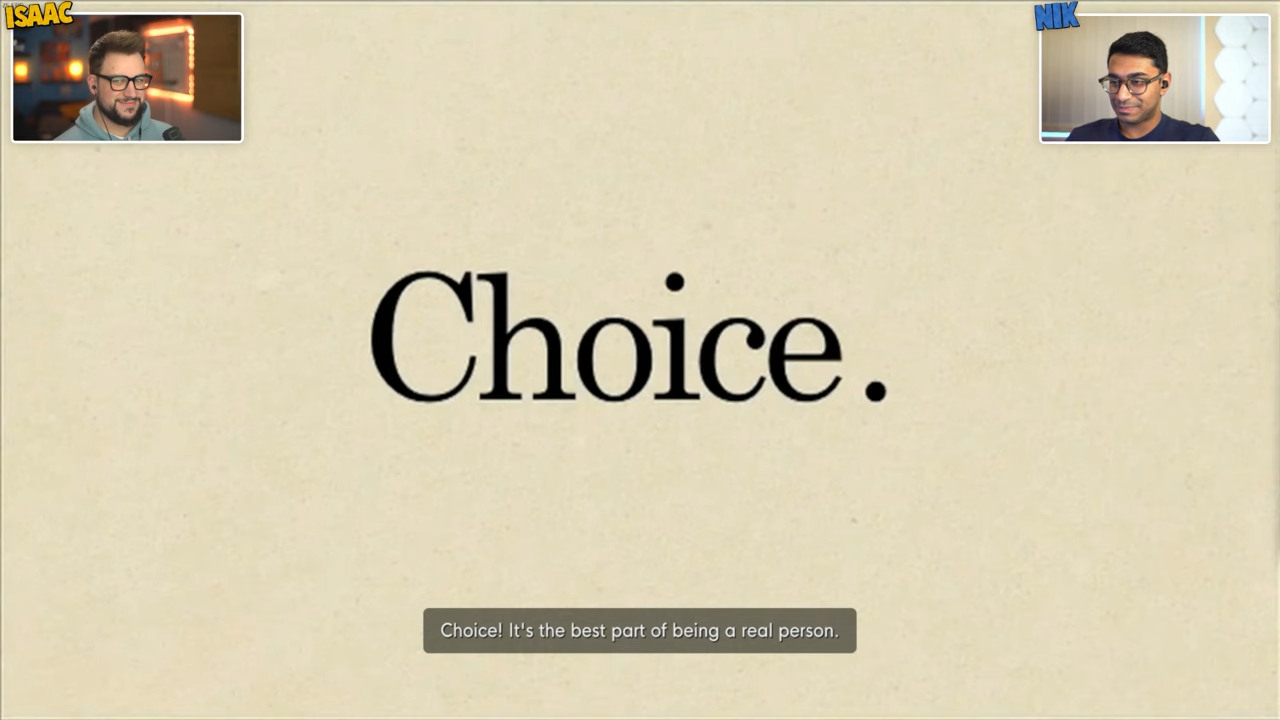 ISAAC
NIK
Choice.
Choice! It's the best part of being a real person.